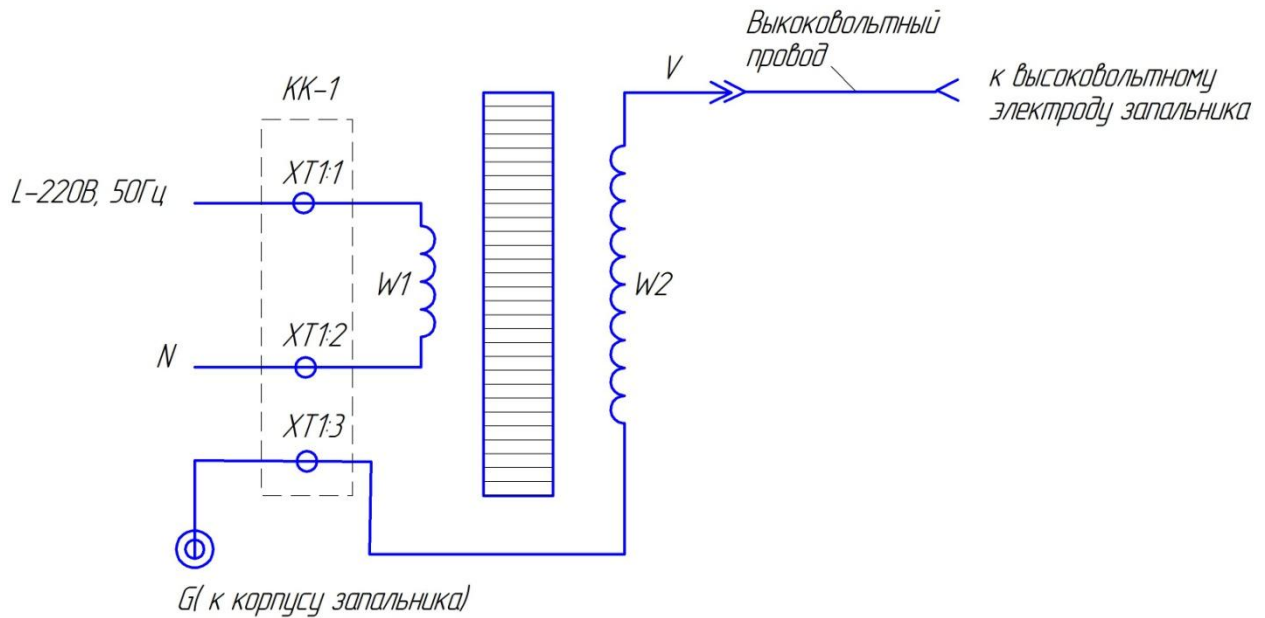 Выкоковольтный
провод
V
к высоковольтному
электроду запальника
КК-1
XT1:1
L-220В, 50Гц
W1
W2
XT1:2
N
XT1:3
G( к корпусу запальника)